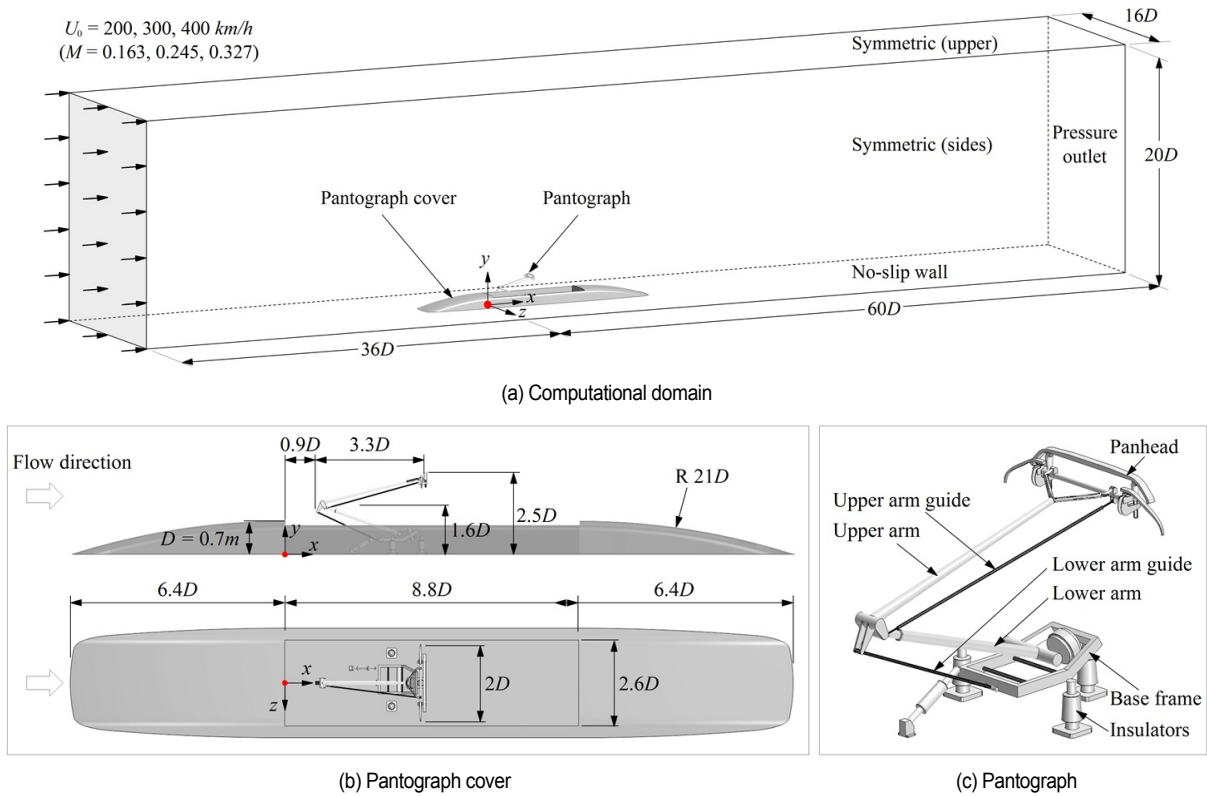 U₀ = 200, 300, 400 km/h
(M = 0.163, 0.245, 0.327)
16D
Symmetric (upper)
Symmetric (sides)
Pressure
outlet
20D
Pantograph cover
Pantograph
y
x
z
No-slip wall
60D
36D
(a) Computational domain
Flow direction
0.9D
3.3D
R 21D
2.5D
1.6D
D = 0.7m
y
x
6.4D
8.8D
6.4D
x
z
2D
2.6D
(b) Pantograph cover
Panhead
Upper arm guide
Upper arm
Lower arm guide
Lower arm
Base frame
Insulators
(c) Pantograph